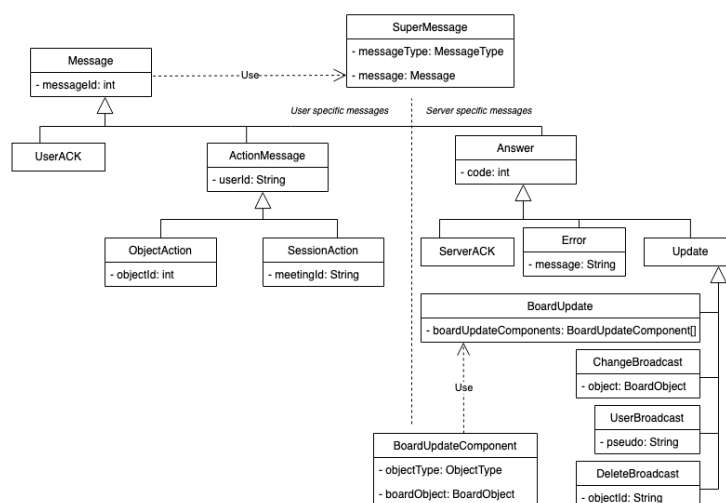 SuperMessage
- messageType: MessageType
- message: Message
Message
- messageId: int
Use
User specific messages
Server specific messages
UserACK
ActionMessage
- userId: String
Answer
- code: int
ObjectAction
- objectId: int
SessionAction
- meetingId: String
ServerACK
Error
- message: String
Update
BoardUpdate
- boardUpdateComponents: BoardUpdateComponent[]
ChangeBroadcast
- object: BoardObject
Use
UserBroadcast
- pseudo: String
BoardUpdateComponent
- objectType: ObjectType
- boardObject: BoardObject
DeleteBroadcast
- objectId: String